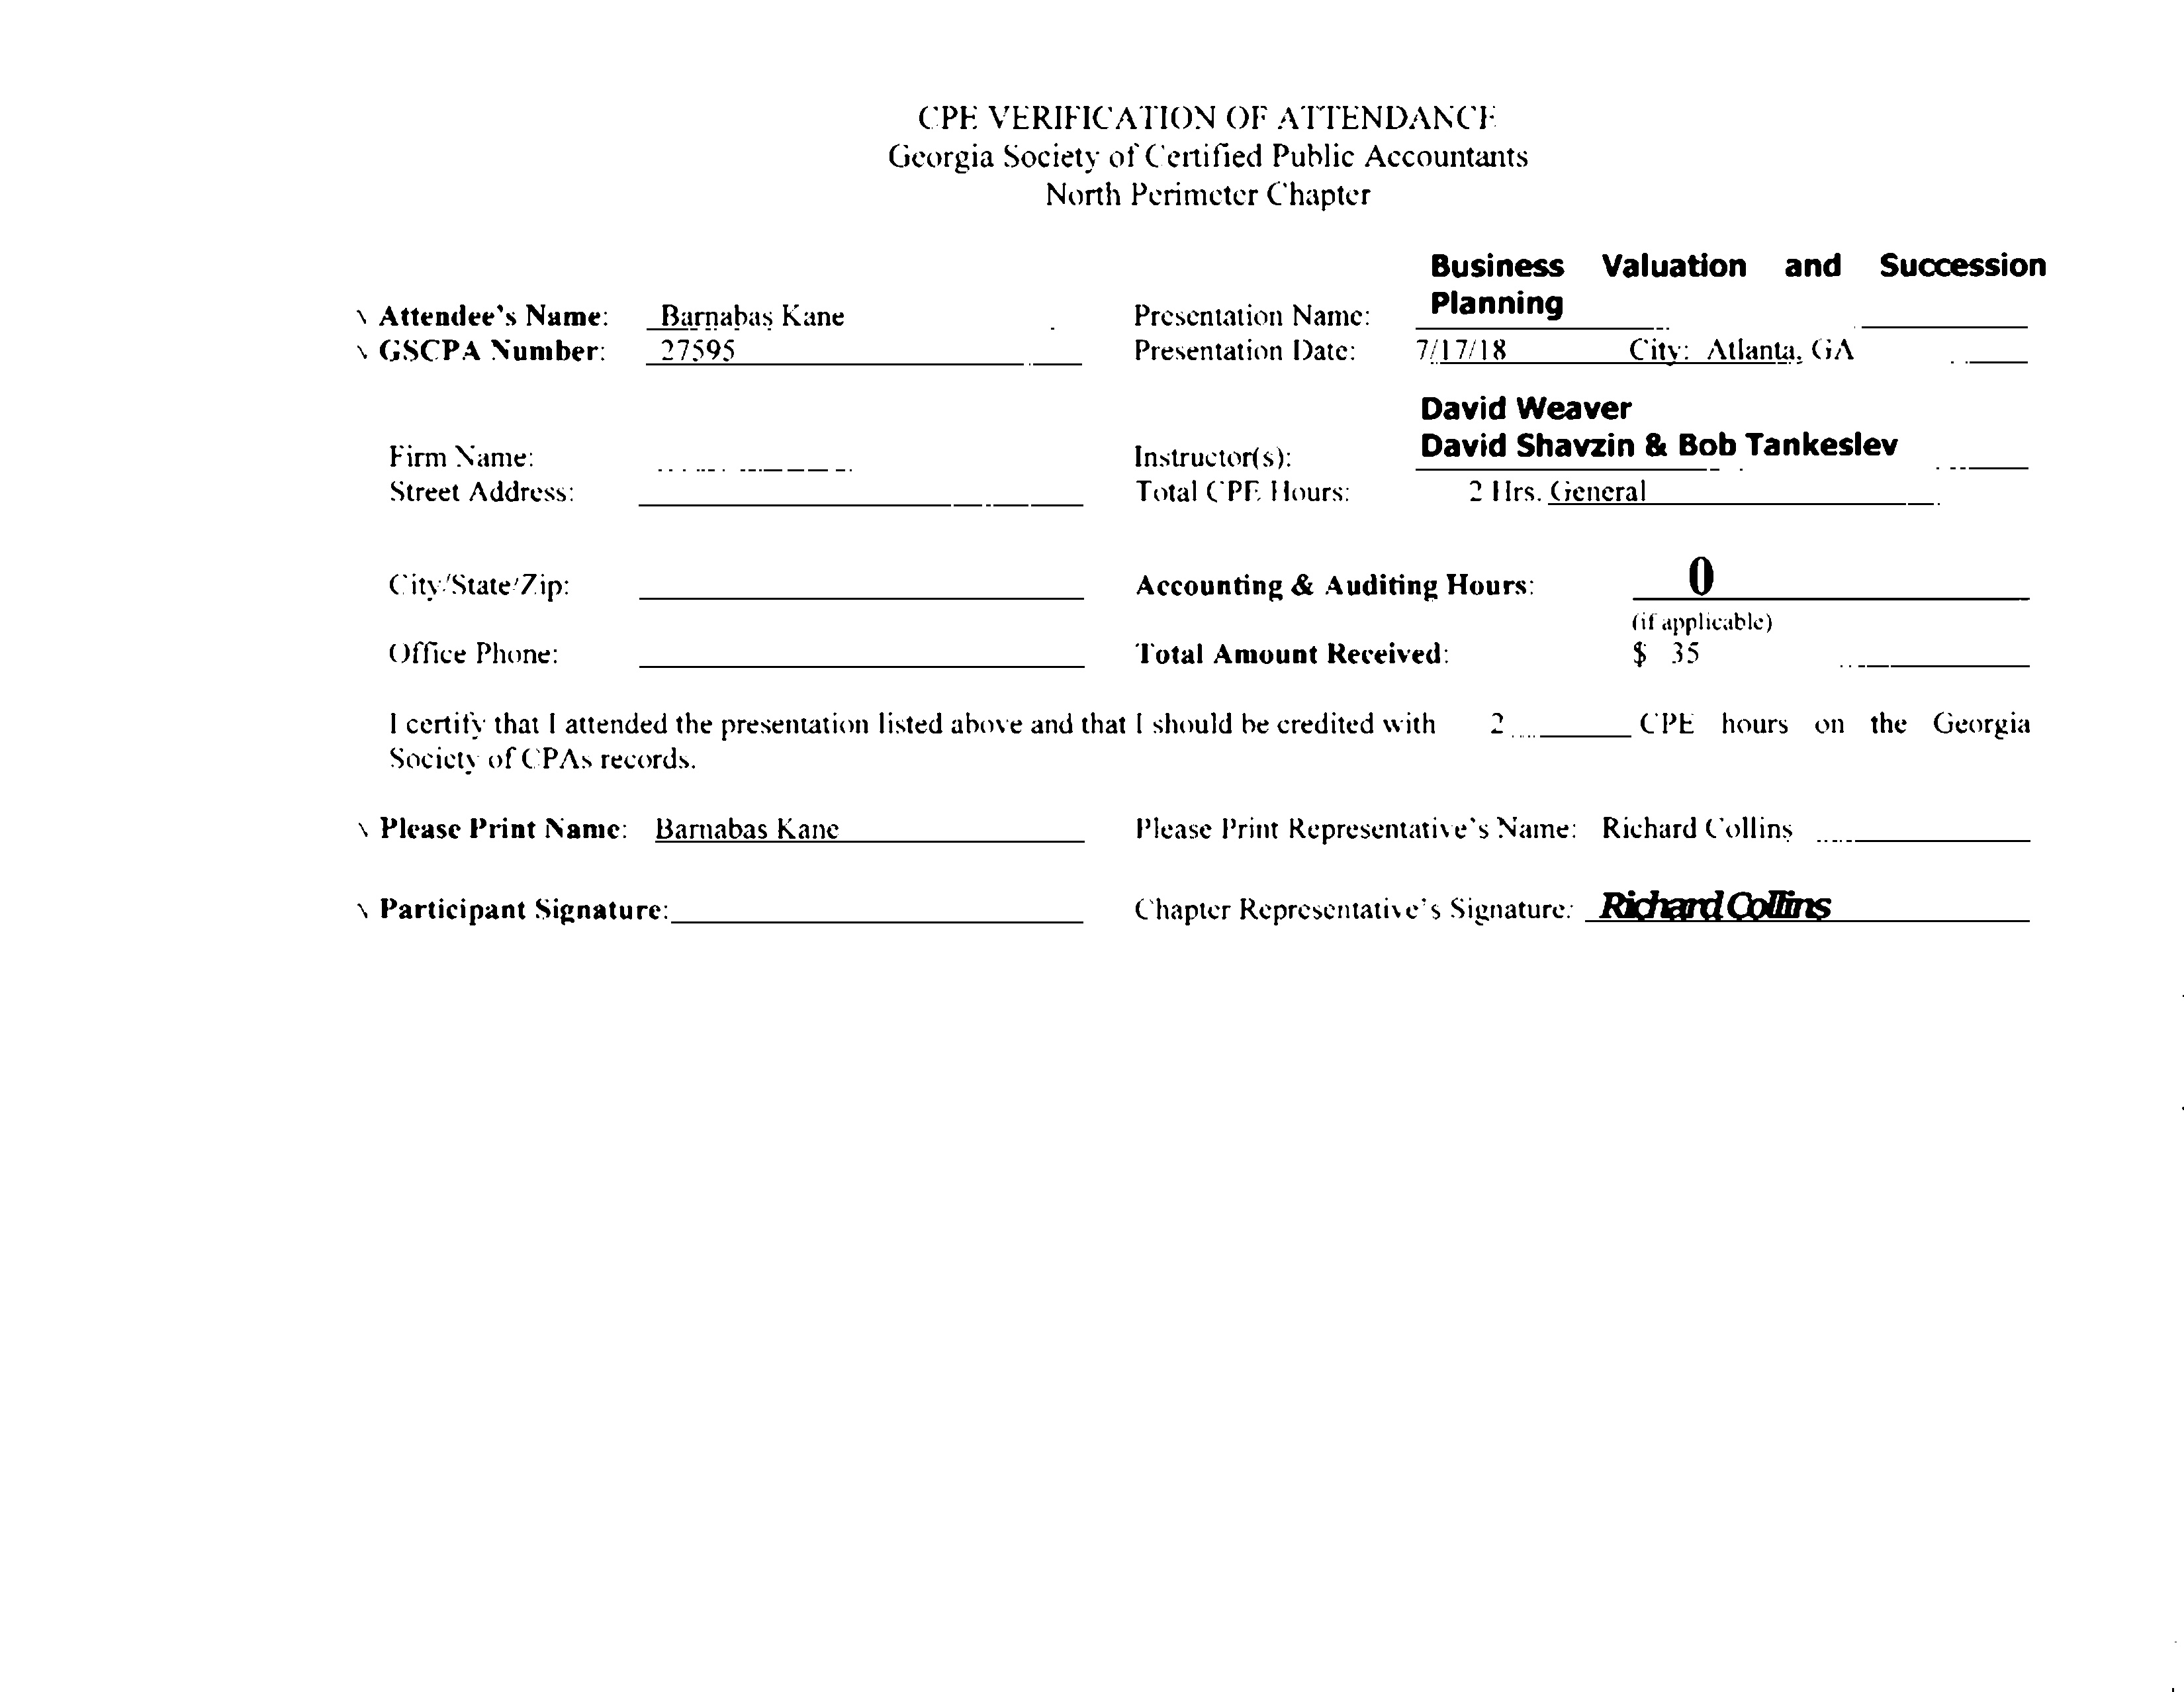 CPE VERIFICATION OF ATTENDANCE
Georgia Society of Certified Public Accountants
North Perimeter Chapter
Business Valuation and Succession
Planning
\ Attendee's Name: Barnabas Kane Presentation Name:
\ GSCPA Number: 27595 Presentation Date: 7/17/18 City: Atlanta, GA
David Weaver
David Shavzin & Bob Tankeslev
Firm Name: Instructor(s):
Street Address: Total CPE Hours: 2 Hrs. General
City/State/Zip: Accounting & Auditing Hours: 0
(if applicable)
Office Phone: Total Amount Received: $ 35
I certify that I attended the presentation listed above and that I should be credited with 2 CPE hours on the Georgia
Society of CPAs records.
\ Please Print Name: Barnabas Kane Please Print Representative's Name: Richard Collins
\ Participant Signature: Chapter Representative's Signature: Richard Collins